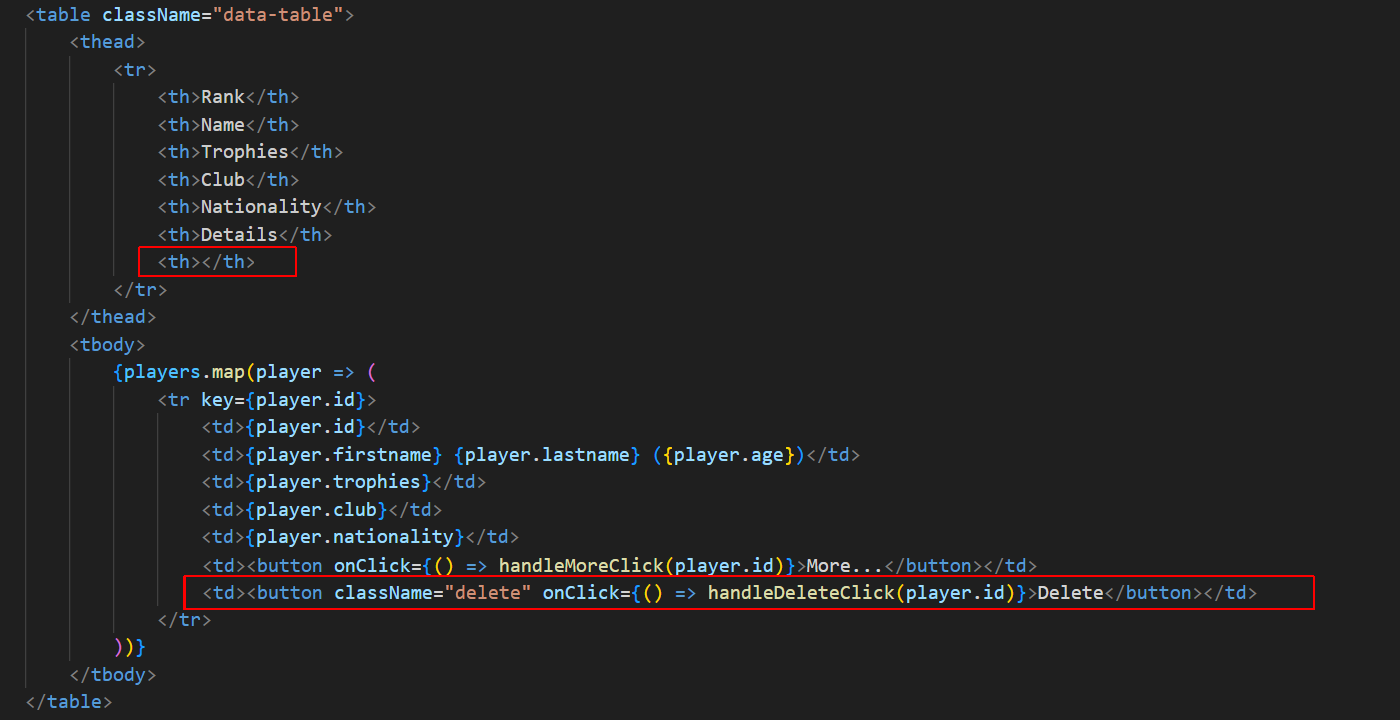 <table className="data-table">
    <thead>
        <tr>
            <th>Rank</th>
            <th>Name</th>
            <th>Trophies</th>
            <th>Club</th>
            <th>Nationality</th>
            <th>Details</th>
            <th></th>
        </tr>
    </thead>
    <tbody>
        {players.map(player => (
            <tr key={player.id}>
                <td>{player.id}</td>
                <td>{player.firstname} {player.lastname} ({player.age})</td>
                <td>{player.trophies}</td>
                <td>{player.club}</td>
                <td>{player.nationality}</td>
                <td><button onClick={() => handleMoreClick(player.id)}>More...</button></td>
                <td><button className="delete" onClick={() => handleDeleteClick(player.id)}>Delete</button></td>
            </tr>
        ))}
    </tbody>
</table>